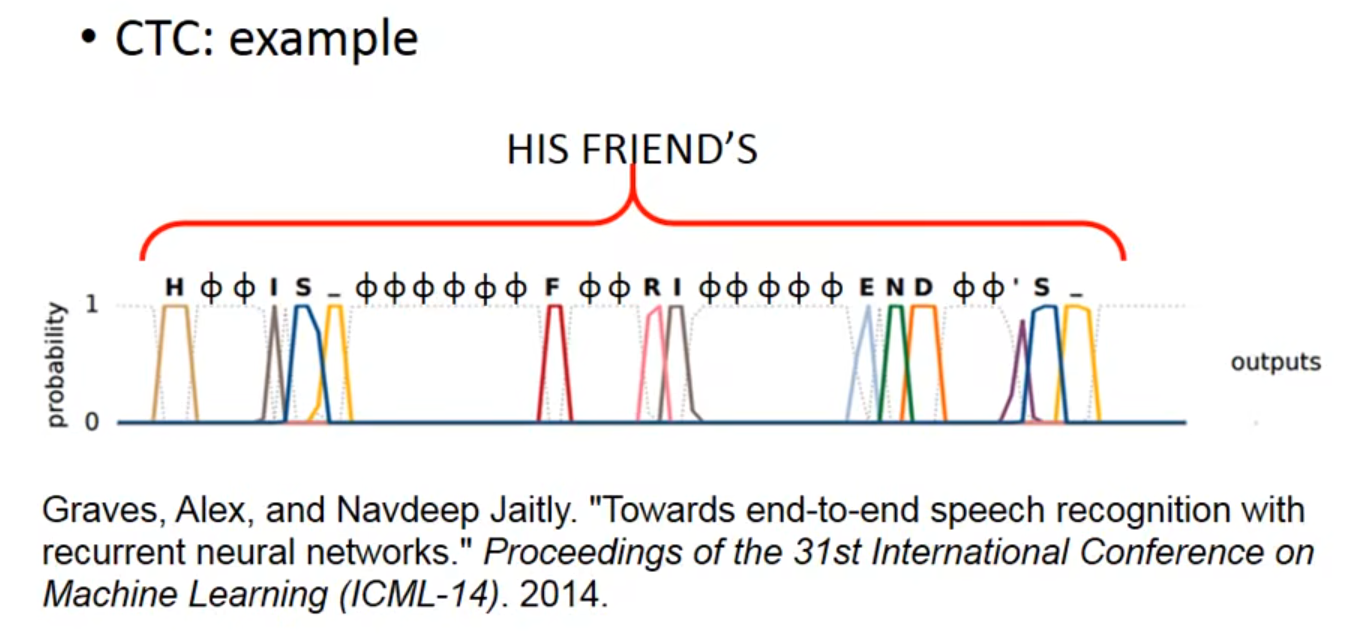 • CTC: example
HIS FRIEND'S
H ϕ ϕ I S _ ϕ ϕ ϕ ϕ ϕ ϕ F ϕ ϕ R I ϕ ϕ ϕ ϕ ϕ E N D ϕ ϕ ' S _
1
probability
outputs
0
Graves, Alex, and Navdeep Jaitly. "Towards end-to-end speech recognition with
recurrent neural networks." Proceedings of the 31st International Conference on
Machine Learning (ICML-14). 2014.